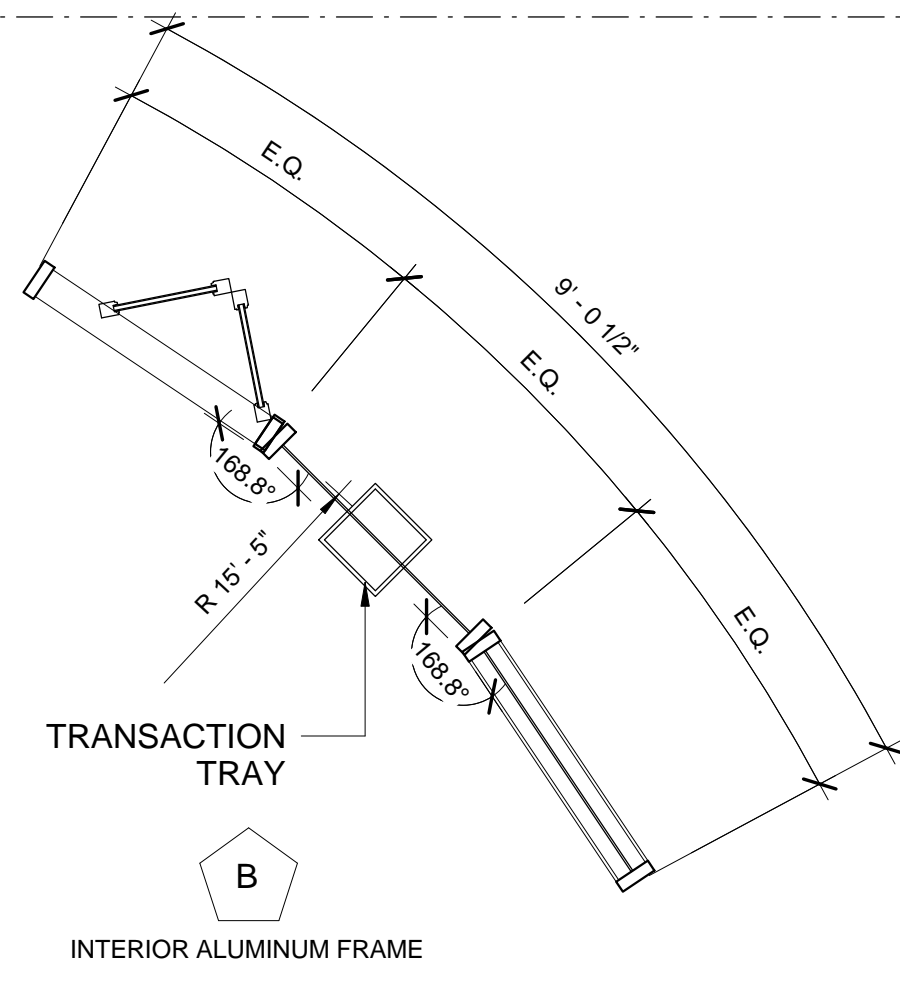 E.Q.
9' - 0 1/2"
E.Q.
168.8°
R 15' - 5"
E.Q.
168.8°
TRANSACTION
TRAY
B
INTERIOR ALUMINUM FRAME